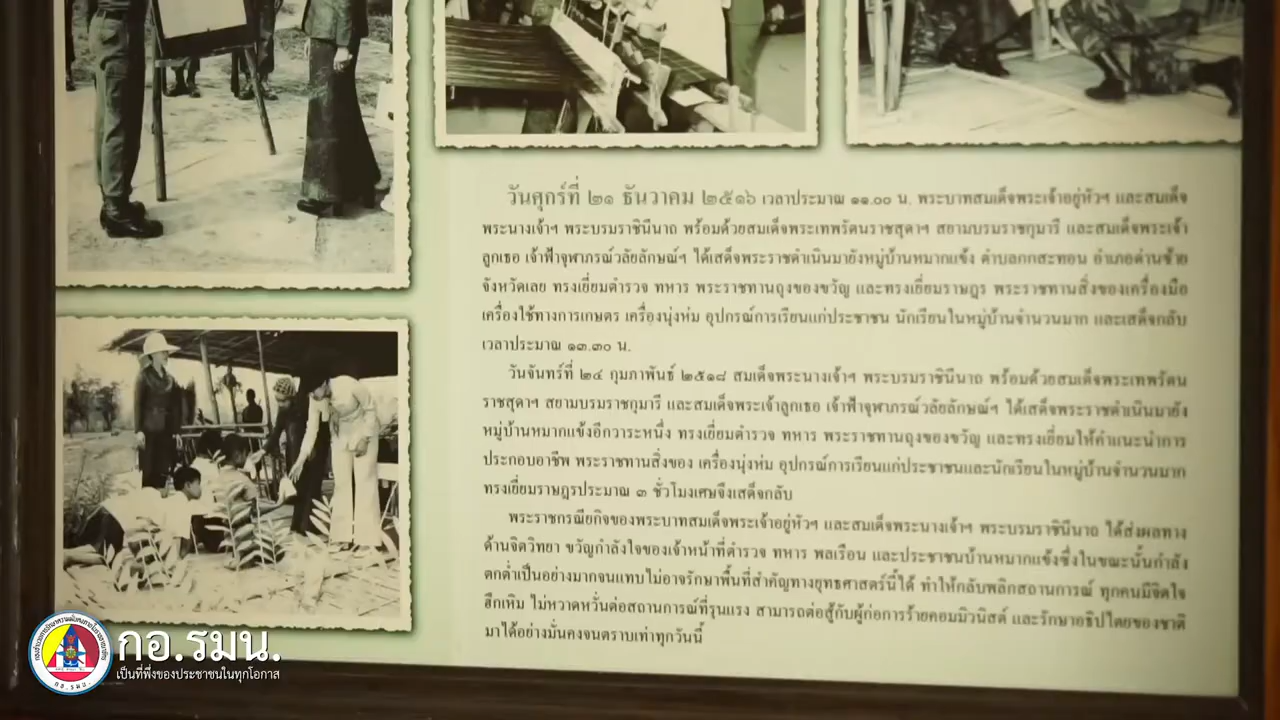 วันศุกร์ที่ ๒๑ ธันวาคม ๒๕๑๖ เวลาประมาณ ๑๑.๐๐ น. พระบาทสมเด็จพระเจ้าอยู่หัวฯ และสมเด็จ
พระนางเจ้าฯ พระบรมราชินีนาถ พร้อมด้วยสมเด็จพระเทพรัตนราชสุดาฯ สยามบรมราชกุมารี และสมเด็จพระเจ้า
ลูกเธอ เจ้าฟ้าจุฬาภรณ์วลัยลักษณ์ฯ ได้เสด็จพระราชดำเนินมายังหมู่บ้านหมากแข้ง ตำบลกกสะทอน อำเภอด่านซ้าย
จังหวัดเลย ทรงเยี่ยมตำรวจ ทหาร พระราชทานถุงของขวัญ และทรงเยี่ยมราษฎร พระราชทานสิ่งของเครื่องมือ
เครื่องใช้ทางการเกษตร เครื่องนุ่งห่ม อุปกรณ์การเรียนแก่ประชาชน นักเรียนในหมู่บ้านจำนวนมาก และเสด็จกลับ
เวลาประมาณ ๑๓.๓๐ น.
วันจันทร์ที่ ๒๔ กุมภาพันธ์ ๒๕๑๘ สมเด็จพระนางเจ้าฯ พระบรมราชินีนาถ พร้อมด้วยสมเด็จพระเทพรัตน
ราชสุดาฯ สยามบรมราชกุมารี และสมเด็จพระเจ้าลูกเธอ เจ้าฟ้าจุฬาภรณ์วลัยลักษณ์ฯ ได้เสด็จพระราชดำเนินมายัง
หมู่บ้านหมากแข้งอีกวาระหนึ่ง ทรงเยี่ยมตำรวจ ทหาร พระราชทานถุงของขวัญ และทรงเยี่ยมให้คำแนะนำการ
ประกอบอาชีพ พระราชทานสิ่งของ เครื่องนุ่งห่ม อุปกรณ์การเรียนแก่ประชาชนและนักเรียนในหมู่บ้านจำนวนมาก
ทรงเยี่ยมราษฎรประมาณ ๓ ชั่วโมงเศษจึงเสด็จกลับ
พระราชกรณียกิจของพระบาทสมเด็จพระเจ้าอยู่หัวฯ และสมเด็จพระนางเจ้าฯ พระบรมราชินีนาถ ได้ส่งผลทาง
ด้านจิตวิทยา ขวัญกำลังใจของเจ้าหน้าที่ตำรวจ ทหาร พลเรือน และประชาชนบ้านหมากแข้งซึ่งในขณะนั้นกำลัง
ตกต่ำเป็นอย่างมากจนแทบไม่อาจรักษาพื้นที่สำคัญทางยุทธศาสตร์นี้ได้ ทำให้กลับพลิกสถานการณ์ ทุกคนมีจิตใจ
ฮึกเหิม ไม่หวาดหวั่นต่อสถานการณ์ที่รุนแรง สามารถต่อสู้กับผู้ก่อการร้ายคอมมิวนิสต์ และรักษาอธิปไตยของชาติ
มาได้อย่างมั่นคงจนตราบเท่าทุกวันนี้
กอ.รมน.
เป็นที่พึ่งของประชาชนในทุกโอกาส
กอ.รมน.